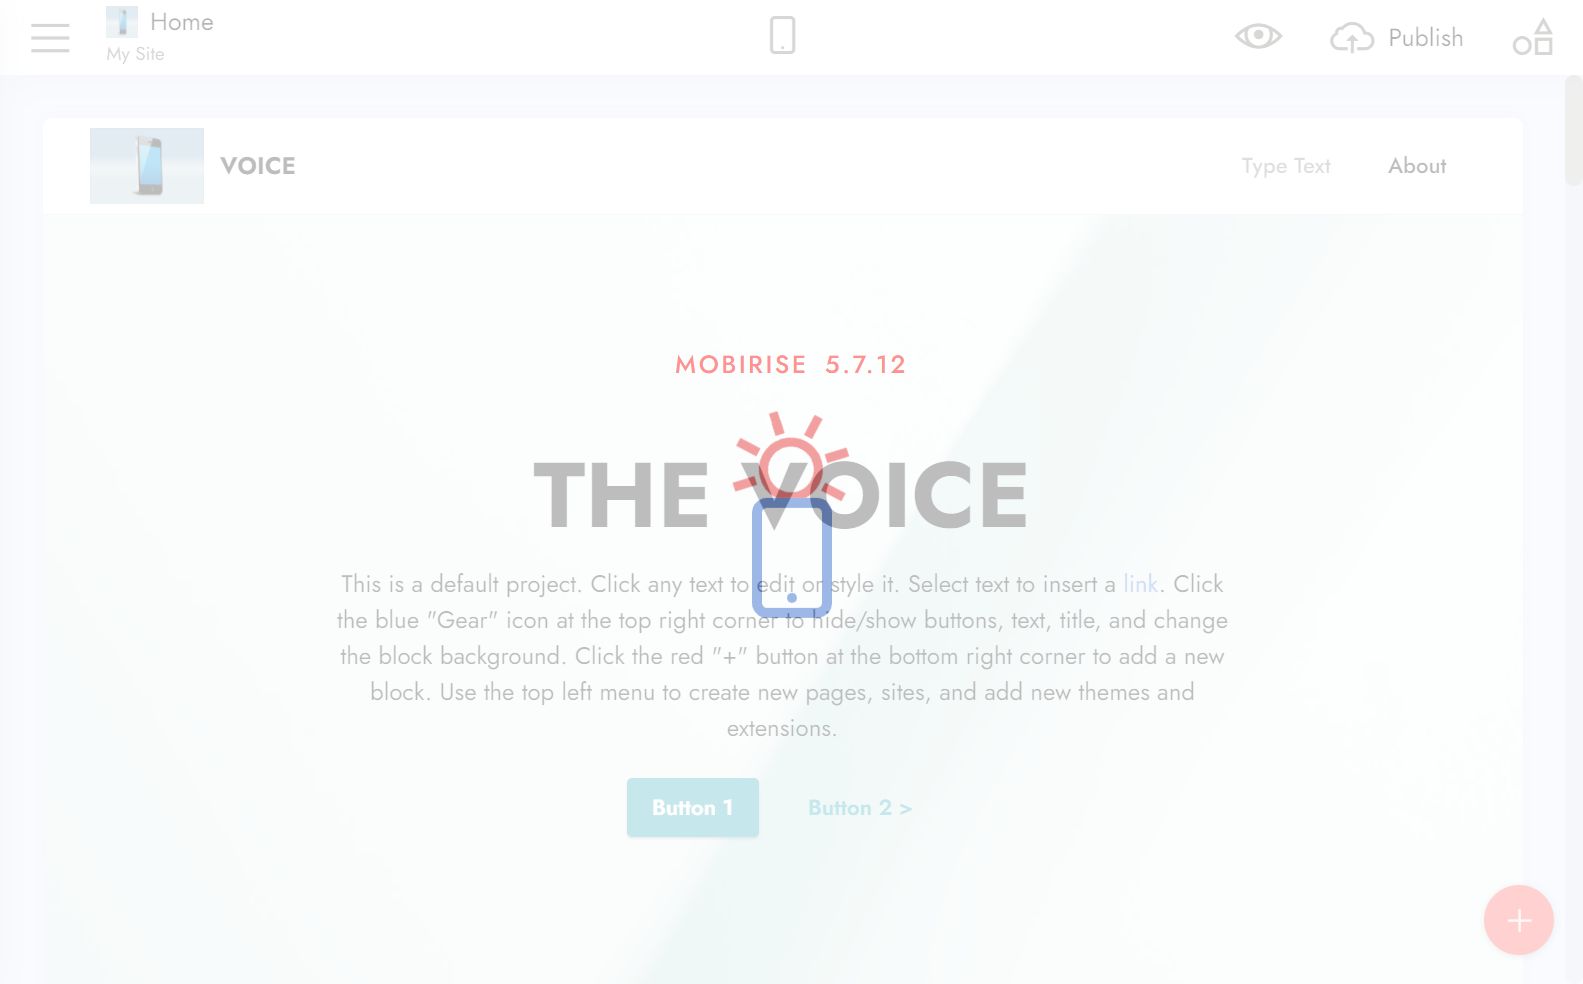 Home
My Site
Publish
VOICE
Type Text
About
MOBIRISE 5.7.12
THE VOICE
This is a default project. Click any text to edit or style it. Select text to insert a link. Click
the blue "Gear" icon at the top right corner to hide/show buttons, text, title, and change
the block background. Click the red "+" button at the bottom right corner to add a new
block. Use the top left menu to create new pages, sites, and add new themes and
extensions.
Button 1
Button 2 >